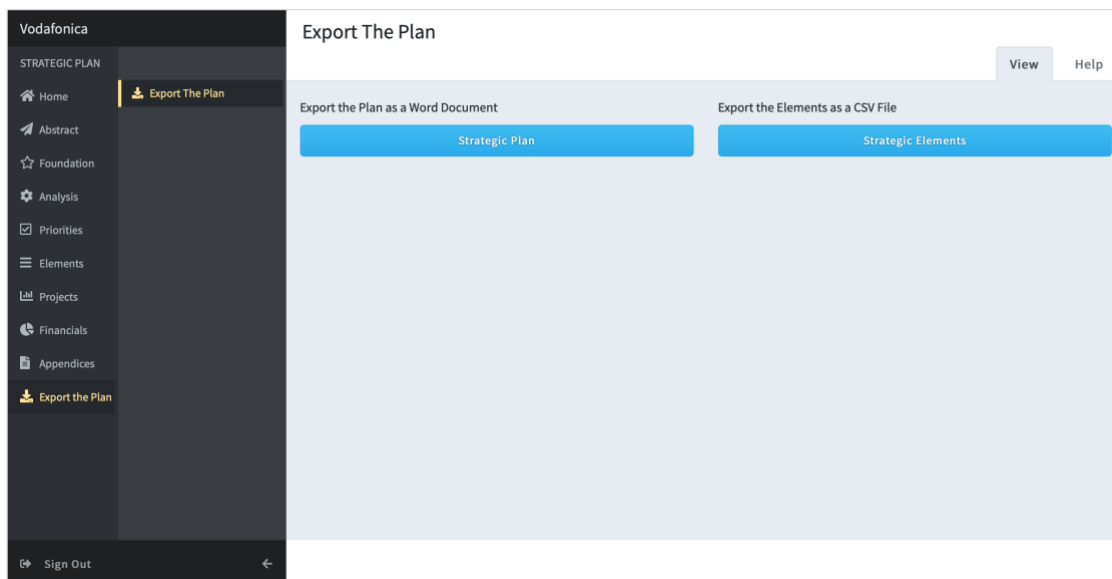 Vodafonica
STRATEGIC PLAN
Home
Abstract
Foundation
Analysis
Priorities
Elements
Projects
Financials
Appendices
Export the Plan
Sign Out
Export The Plan
Export The Plan
View
Help
Export the Plan as a Word Document
Strategic Plan
Export the Elements as a CSV File
Strategic Elements